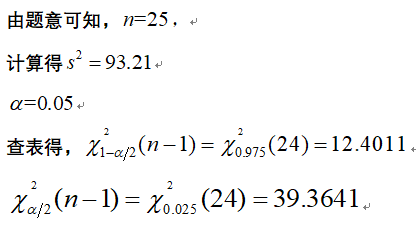 由题意可知，n=25，
计算得 s² = 93.21
α=0.05
查表得，χ²₁₋α/₂(n−1) = χ²₀.₉₇₅(24) = 12.4011
χ²α/₂(n−1) = χ²₀.₀₂₅(24) = 39.3641